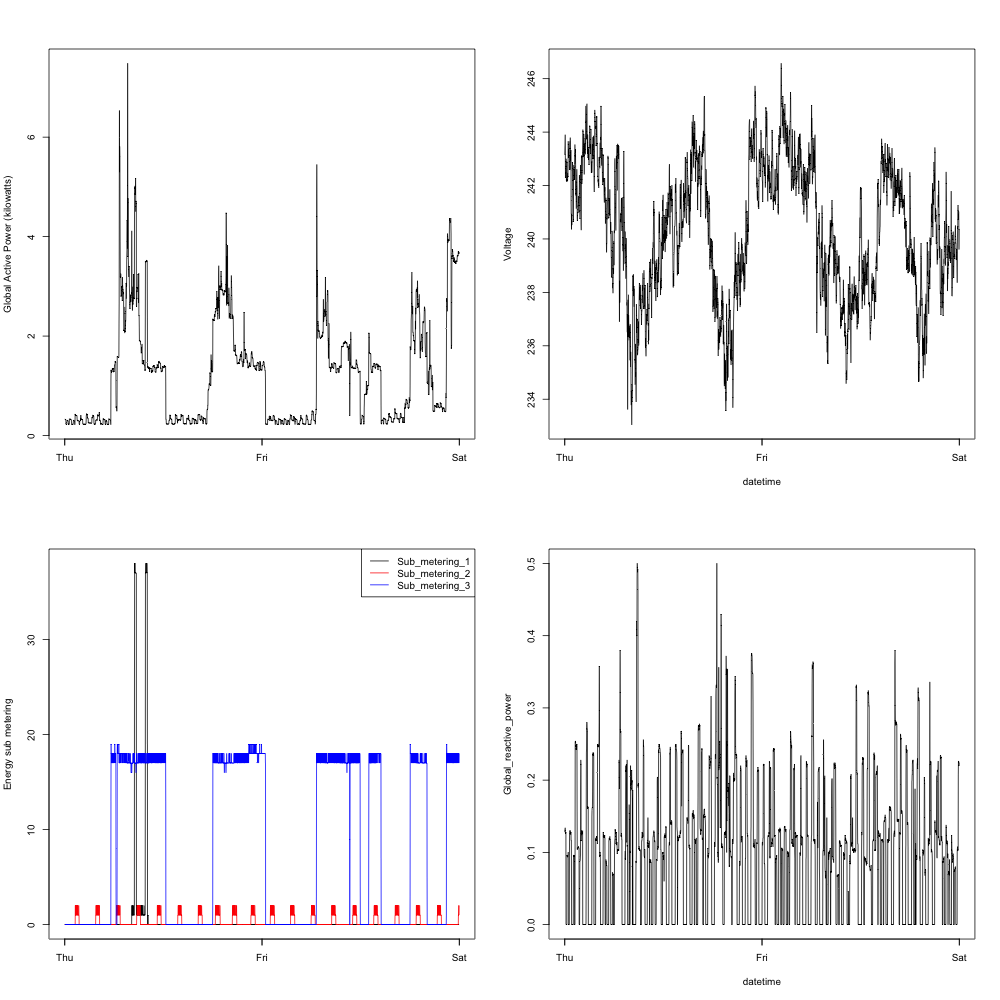 Global Active Power (kilowatts)
6
4
2
0
Thu
Fri
Sat
Voltage
246
244
242
240
238
236
234
Thu
Fri
Sat
datetime
Energy sub metering
30
20
10
0
Sub_metering_1
Sub_metering_2
Sub_metering_3
Thu
Fri
Sat
Global_reactive_power
0.5
0.4
0.3
0.2
0.1
0.0
Thu
Fri
Sat
datetime